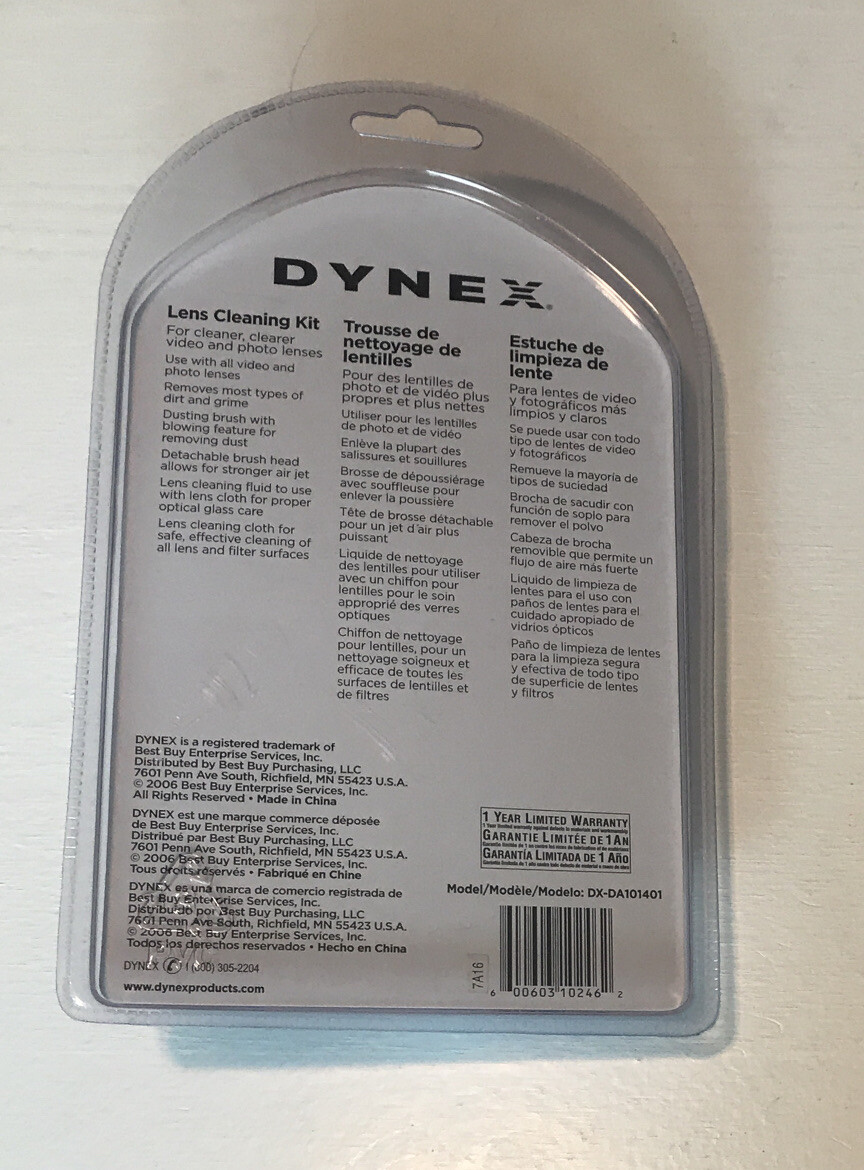 DYNEX
Lens Cleaning Kit
For cleaner, clearer
video and photo lenses
Use with all video and
photo lenses
Removes most types of
dirt and grime
Dusting brush with
blowing feature for
removing dust
Detachable brush head
allows for stronger air jet
Lens cleaning fluid to use
with lens cloth for proper
optical glass care
Lens cleaning cloth for
safe, effective cleaning of
all lens and filter surfaces
Trousse de
nettoyage de
lentilles
Pour des lentilles de
photo et de vidéo plus
propres et plus nettes
Utiliser pour les lentilles
de photo et de vidéo
Enlève la plupart des
salissures et souillures
Brosse de dépoussiérage
avec souffleuse pour
enlever la poussière
Tête de brosse détachable
pour un jet d'air plus
puissant
Liquide de nettoyage
des lentilles pour utiliser
avec un chiffon pour
lentilles pour le soin
approprié des verres
optiques
Chiffon de nettoyage
pour lentilles, pour un
nettoyage soigneux et
efficace de toutes les
surfaces de lentilles et
de filtres
Estuche de
limpieza de
lente
Para lentes de video
y fotográficos más
limpios y claros
Se puede usar con todo
tipo de lentes de video
y fotográficos
Remueve la mayoría de
tipos de suciedad
Brocha de sacudir con
función de soplo para
remover el polvo
Cabeza de brocha
removible que permite un
flujo de aire más fuerte
Liquido de limpieza de
lentes para el uso con
paños de lentes para el
cuidado apropiado de
vidrios ópticos
Paño de limpieza de lentes
para la limpieza segura
y efectiva de todo tipo
de superficie de lentes
y filtros
DYNEX is a registered trademark of
Best Buy Enterprise Services, Inc.
Distributed by Best Buy Purchasing, LLC
7601 Penn Ave South, Richfield, MN 55423 U.S.A.
© 2006 Best Buy Enterprise Services, Inc.
All Rights Reserved • Made in China
DYNEX est une marque commerce déposée
de Best Buy Enterprise Services, Inc.
Distribué par Best Buy Purchasing, LLC
7601 Penn Ave South, Richfield, MN 55423 U.S.A.
© 2006 Best Buy Enterprise Services, Inc.
Tous droits réservés • Fabriqué en Chine
DYNEX es una marca de comercio registrada de
Best Buy Enterprise Services, Inc.
Distribuido por Best Buy Purchasing, LLC
7601 Penn Ave South, Richfield, MN 55423 U.S.A.
© 2006 Best Buy Enterprise Services, Inc.
Todos los derechos reservados • Hecho en China
DYNEX 305-2204
www.dynexproducts.com
1 YEAR LIMITED WARRANTY
1 Year limited warranty against defects in materials and workmanship
GARANTIE LIMITÉE DE 1 AN
GARANTÍA LIMITADA DE 1 Año
Model/Modèle/Modelo: DX-DA101401
7A16
6 00603 10246 2
PVC